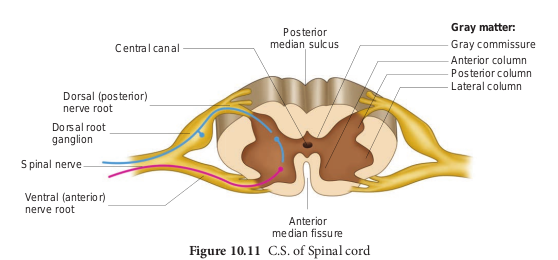 Posterior
median sulcus
Gray matter:
Central canal
Gray commissure
Anterior column
Posterior column
Lateral column
Dorsal (posterior)
nerve root
Dorsal root
ganglion
Spinal nerve
Ventral (anterior)
nerve root
Anterior
median fissure
Figure 10.11 C.S. of Spinal cord